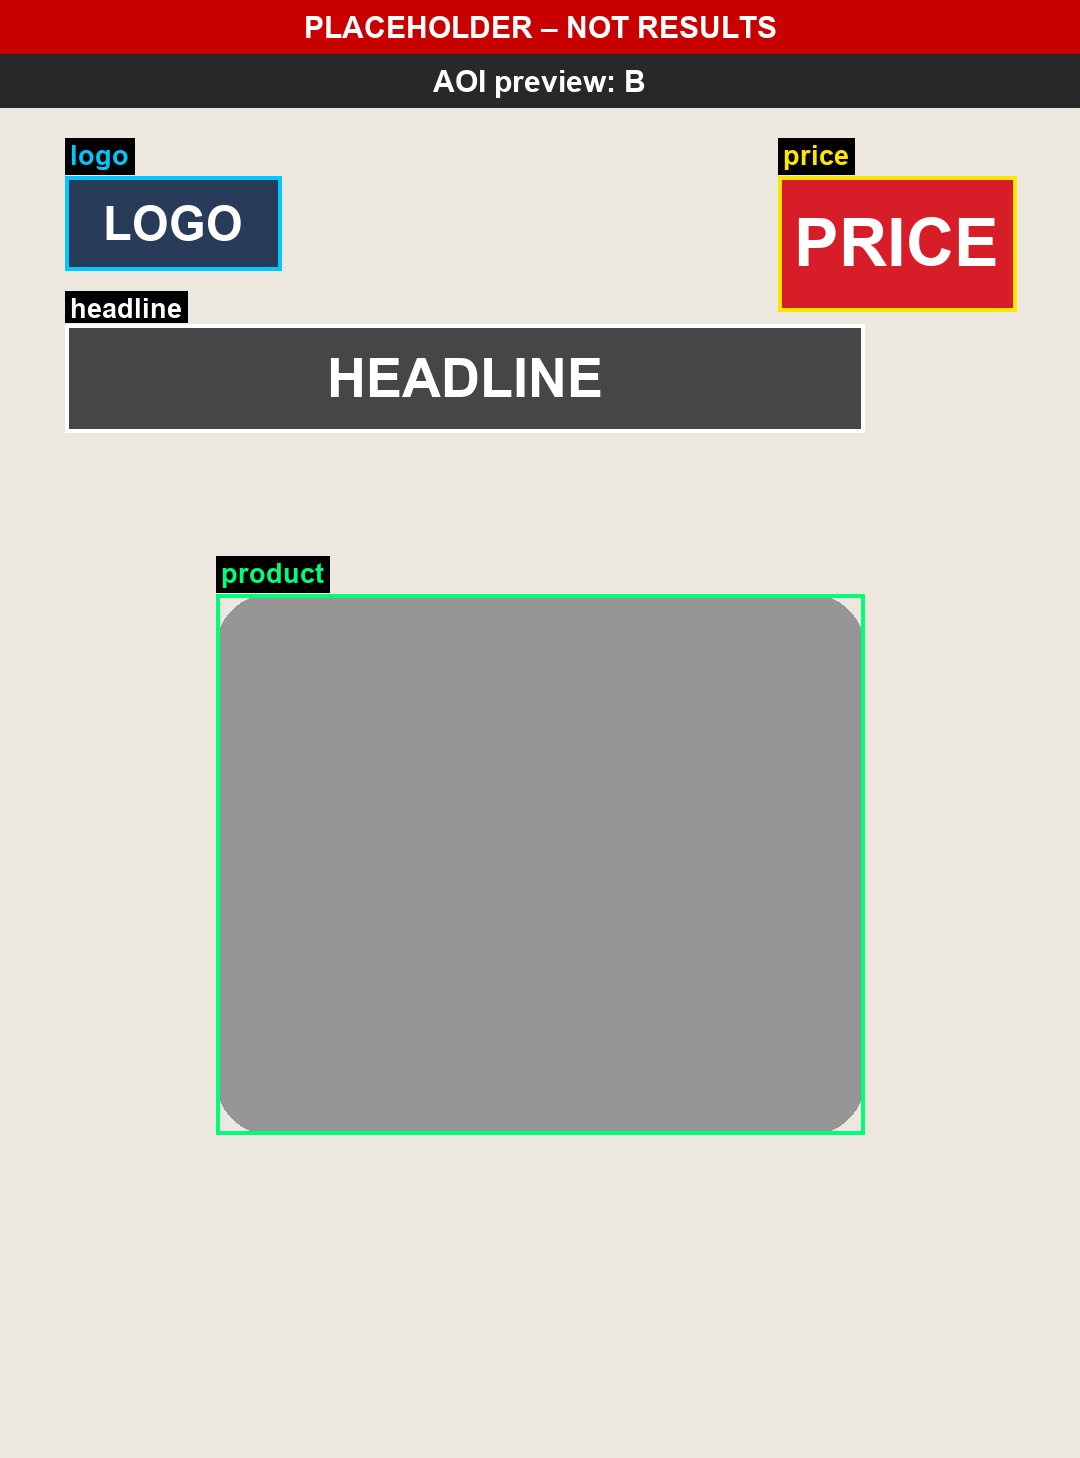 PLACEHOLDER – NOT RESULTS
AOI preview: B
logo
LOGO
price
PRICE
headline
HEADLINE
product